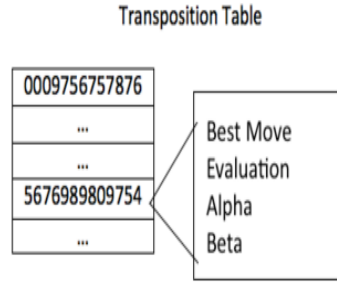 Transposition Table
0009756757876
...
...
5676989809754
...
Best Move
Evaluation
Alpha
Beta